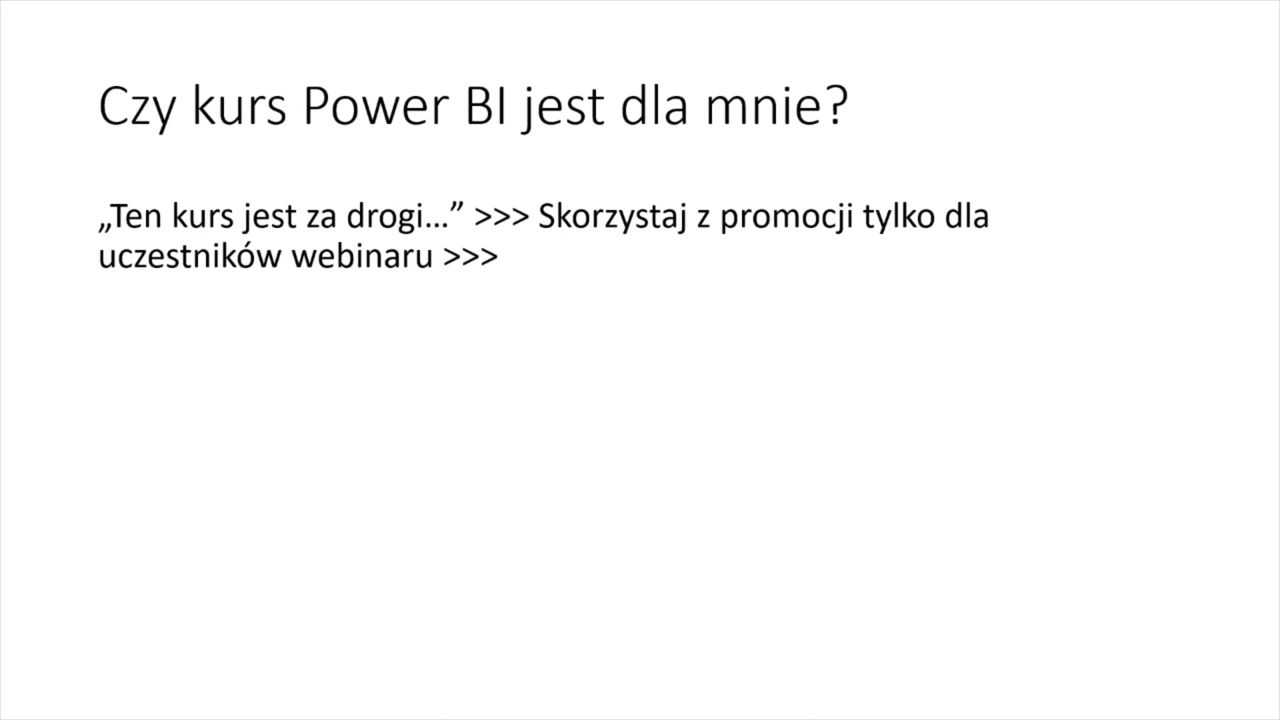 Czy kurs Power BI jest dla mnie?
„Ten kurs jest za drogi…” >>> Skorzystaj z promocji tylko dla
uczestników webinaru >>>